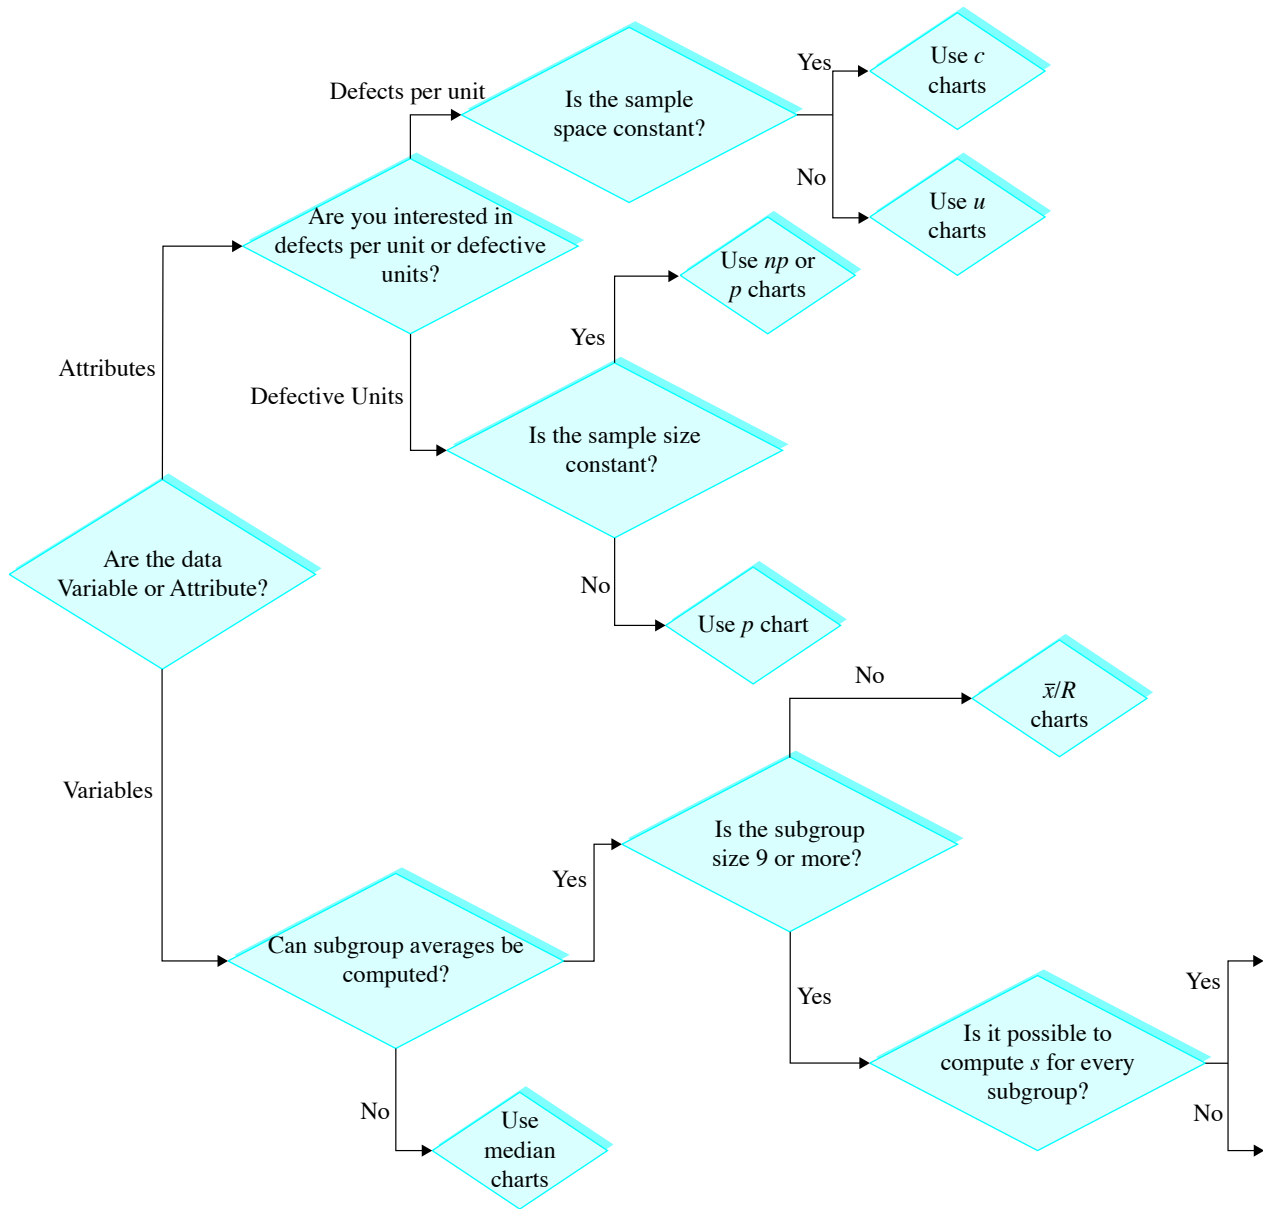 Defects per unit
Is the sample
space constant?
Yes
Use c
charts
No
Use u
charts
Are you interested in
defects per unit or defective
units?
Attributes
Defective Units
Yes
Use np or
p charts
Is the sample size
constant?
No
Use p chart
Are the data
Variable or Attribute?
Variables
No
x̅/R
charts
Is the subgroup
size 9 or more?
Yes
Can subgroup averages be
computed?
No
Use
median
charts
Yes
Is it possible to
compute s for every
subgroup?
Yes
No